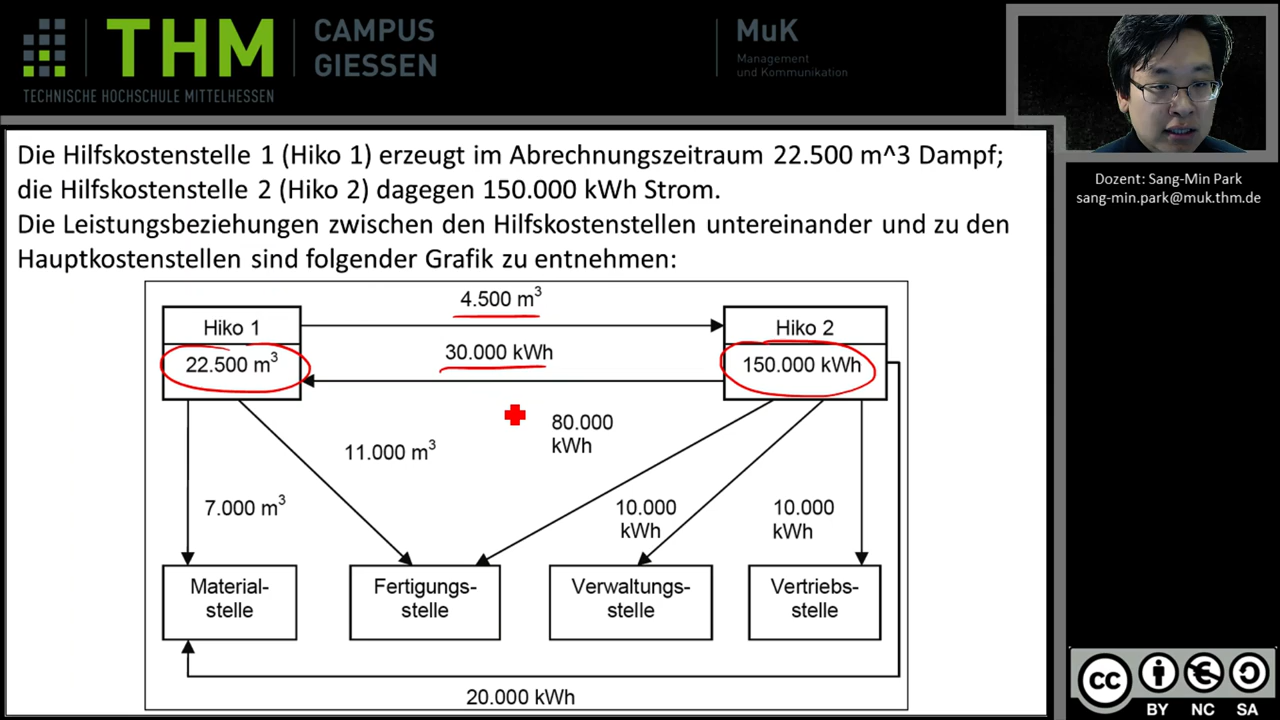 THM
CAMPUS
GIESSEN
TECHNISCHE HOCHSCHULE MITTELHESSEN
MuK
Management
und Kommunikation
Dozent: Sang-Min Park
sang-min.park@muk.thm.de
Die Hilfskostenstelle 1 (Hiko 1) erzeugt im Abrechnungszeitraum 22.500 m^3 Dampf;
die Hilfskostenstelle 2 (Hiko 2) dagegen 150.000 kWh Strom.
Die Leistungsbeziehungen zwischen den Hilfskostenstellen untereinander und zu den
Hauptkostenstellen sind folgender Grafik zu entnehmen:
4.500 m³
Hiko 1
Hiko 2
22.500 m³
30.000 kWh
150.000 kWh
80.000
kWh
11.000 m³
7.000 m³
10.000
kWh
10.000
kWh
Material-
stelle
Fertigungs-
stelle
Verwaltungs-
stelle
Vertriebs-
stelle
20.000 kWh
CC
BY NC SA